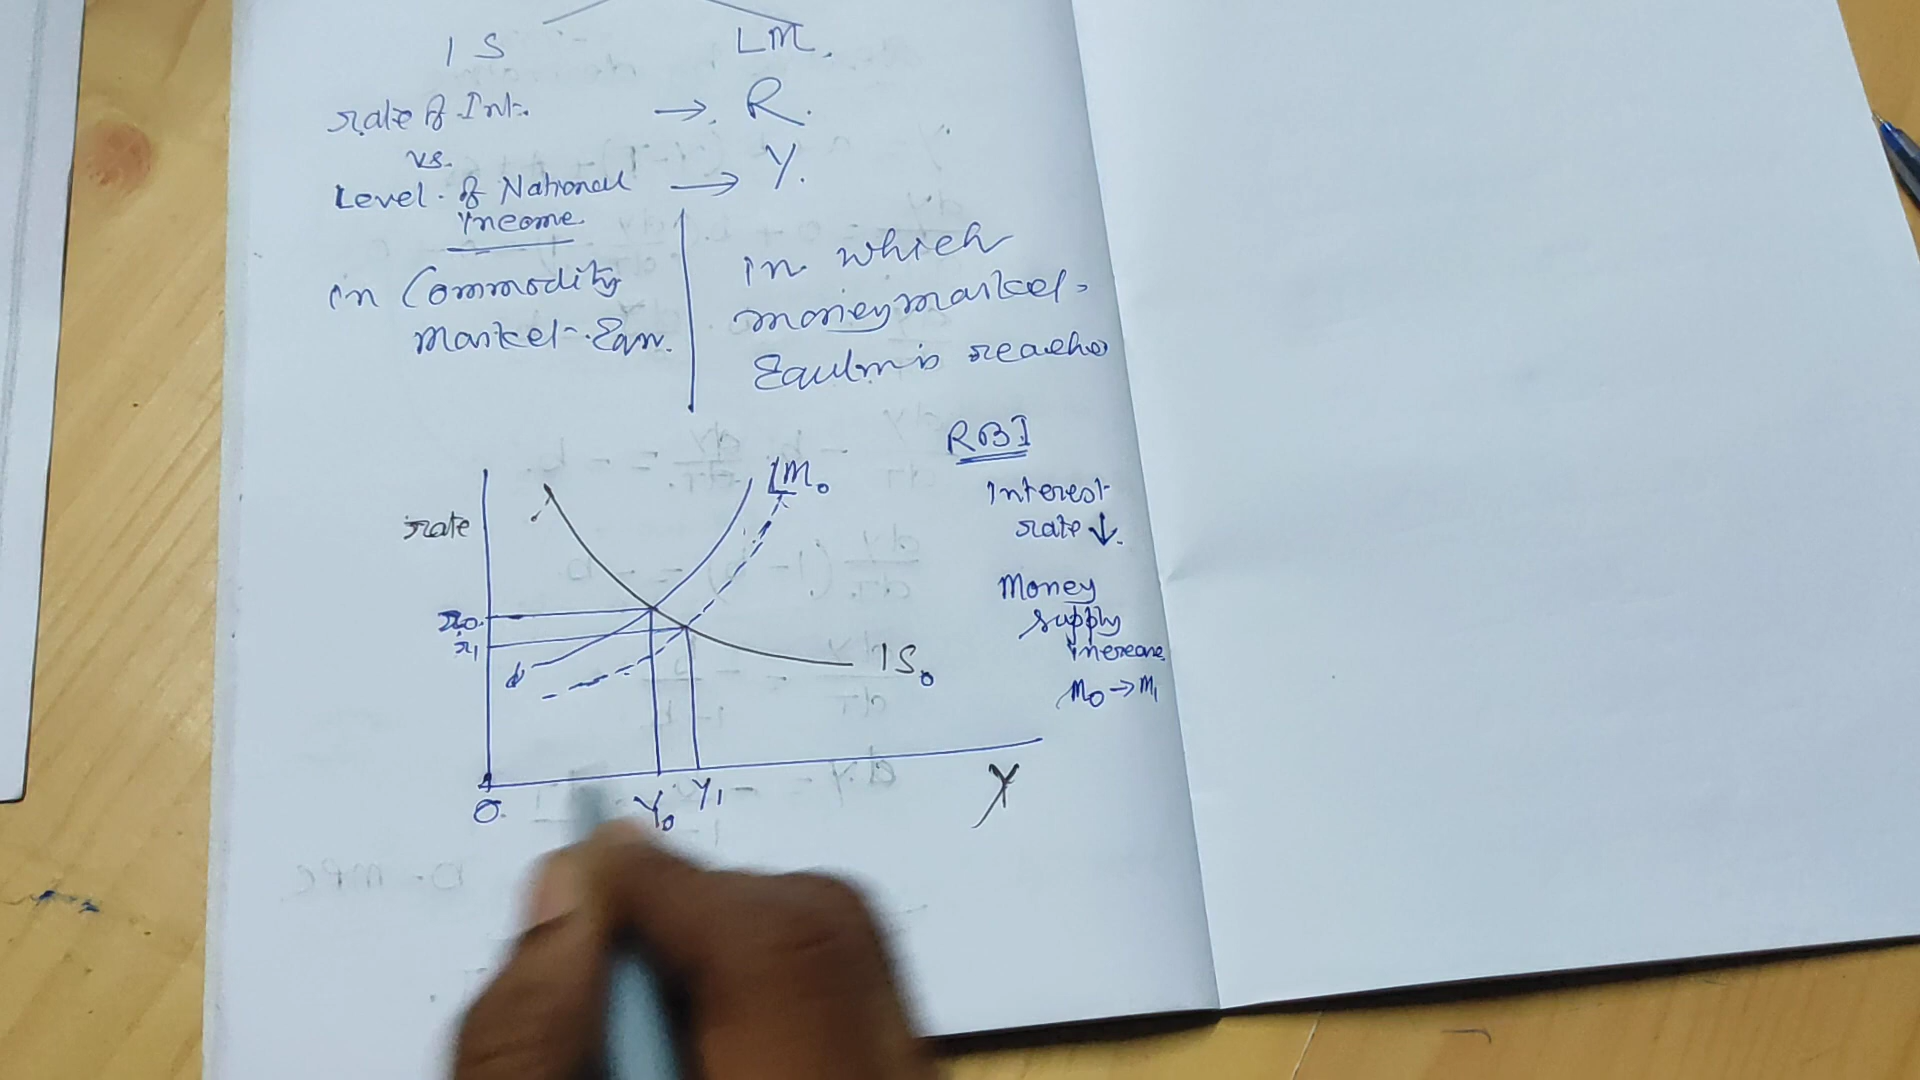 IS LM.
rate of Int. → R.
vs.
Level of National → Y.
Yncome
in Commodity
Market Eqm.
in which
money market
Equlm is reache
RBI
Interest
rate ↓.
Money
supply
increase
M0 → M1
LM0
rate
r0
r1
IS0
O
Y0 Y1
Y